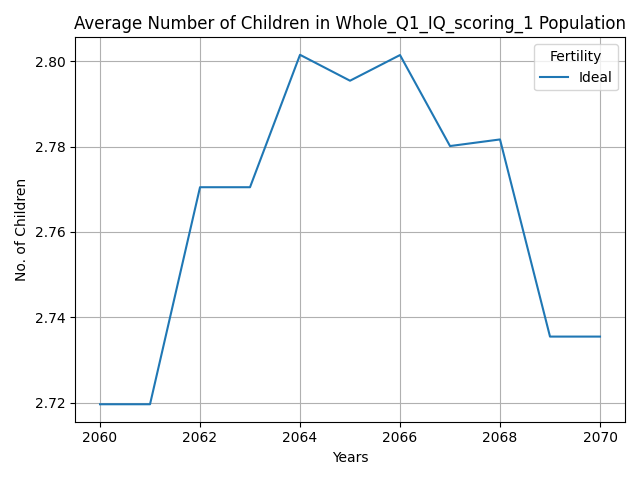 Average Number of Children in Whole_Q1_IQ_scoring_1 Population
Fertility
Ideal
2.80
2.78
2.76
2.74
2.72
No. of Children
2060 2062 2064 2066 2068 2070
Years